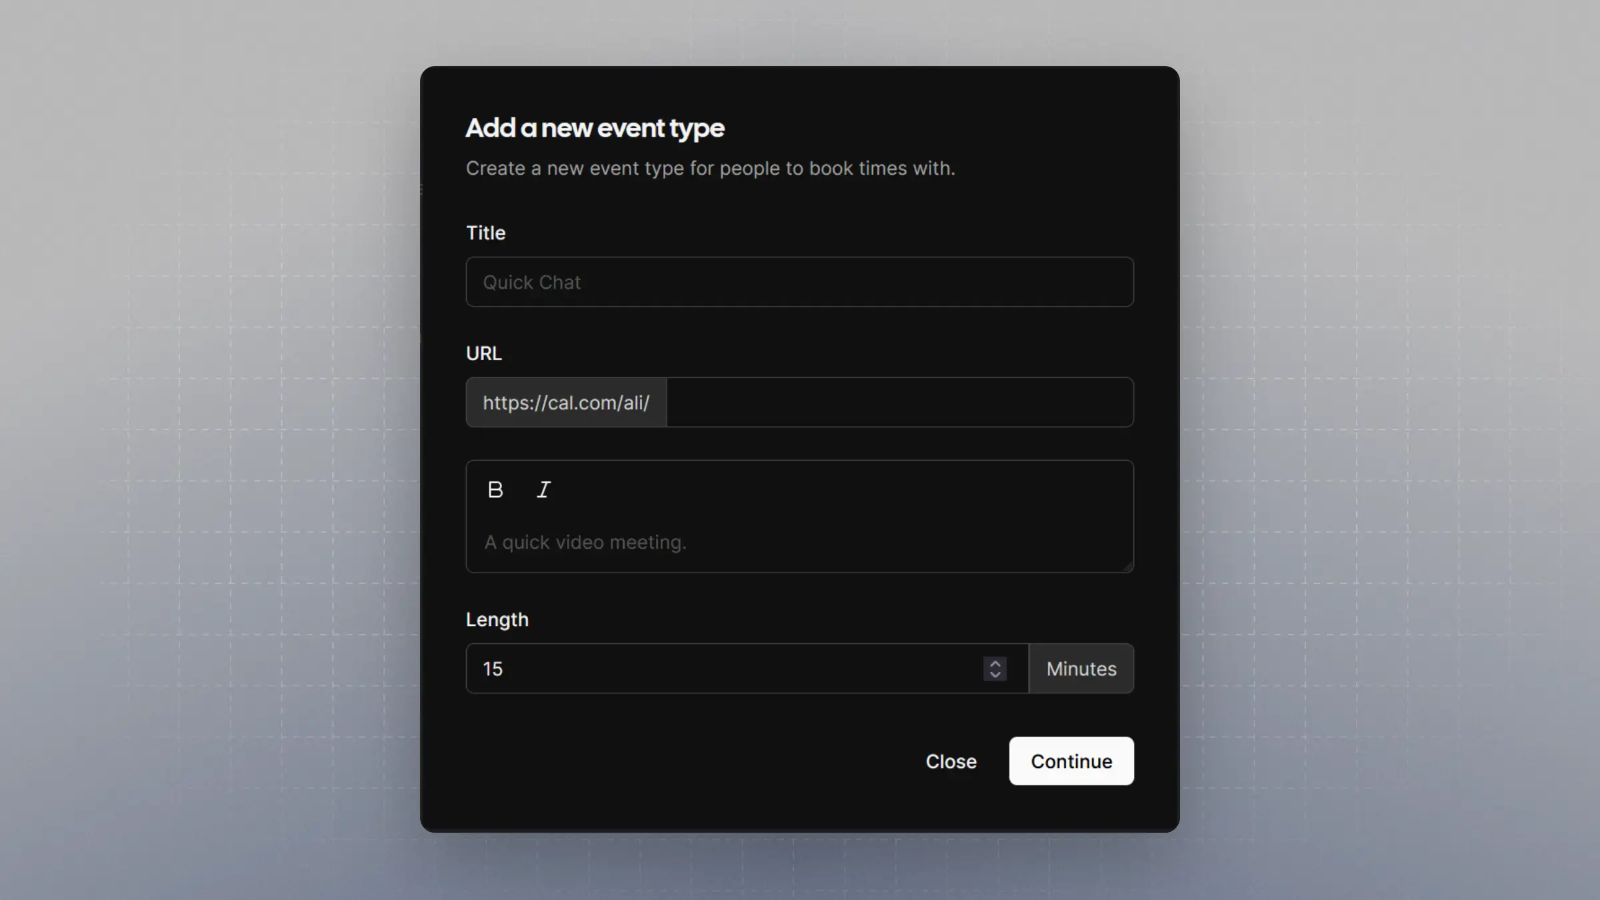 Add a new event type
Create a new event type for people to book times with.
Title
Quick Chat
URL
https://cal.com/ali/
B I
A quick video meeting.
Length
15 Minutes
Close Continue